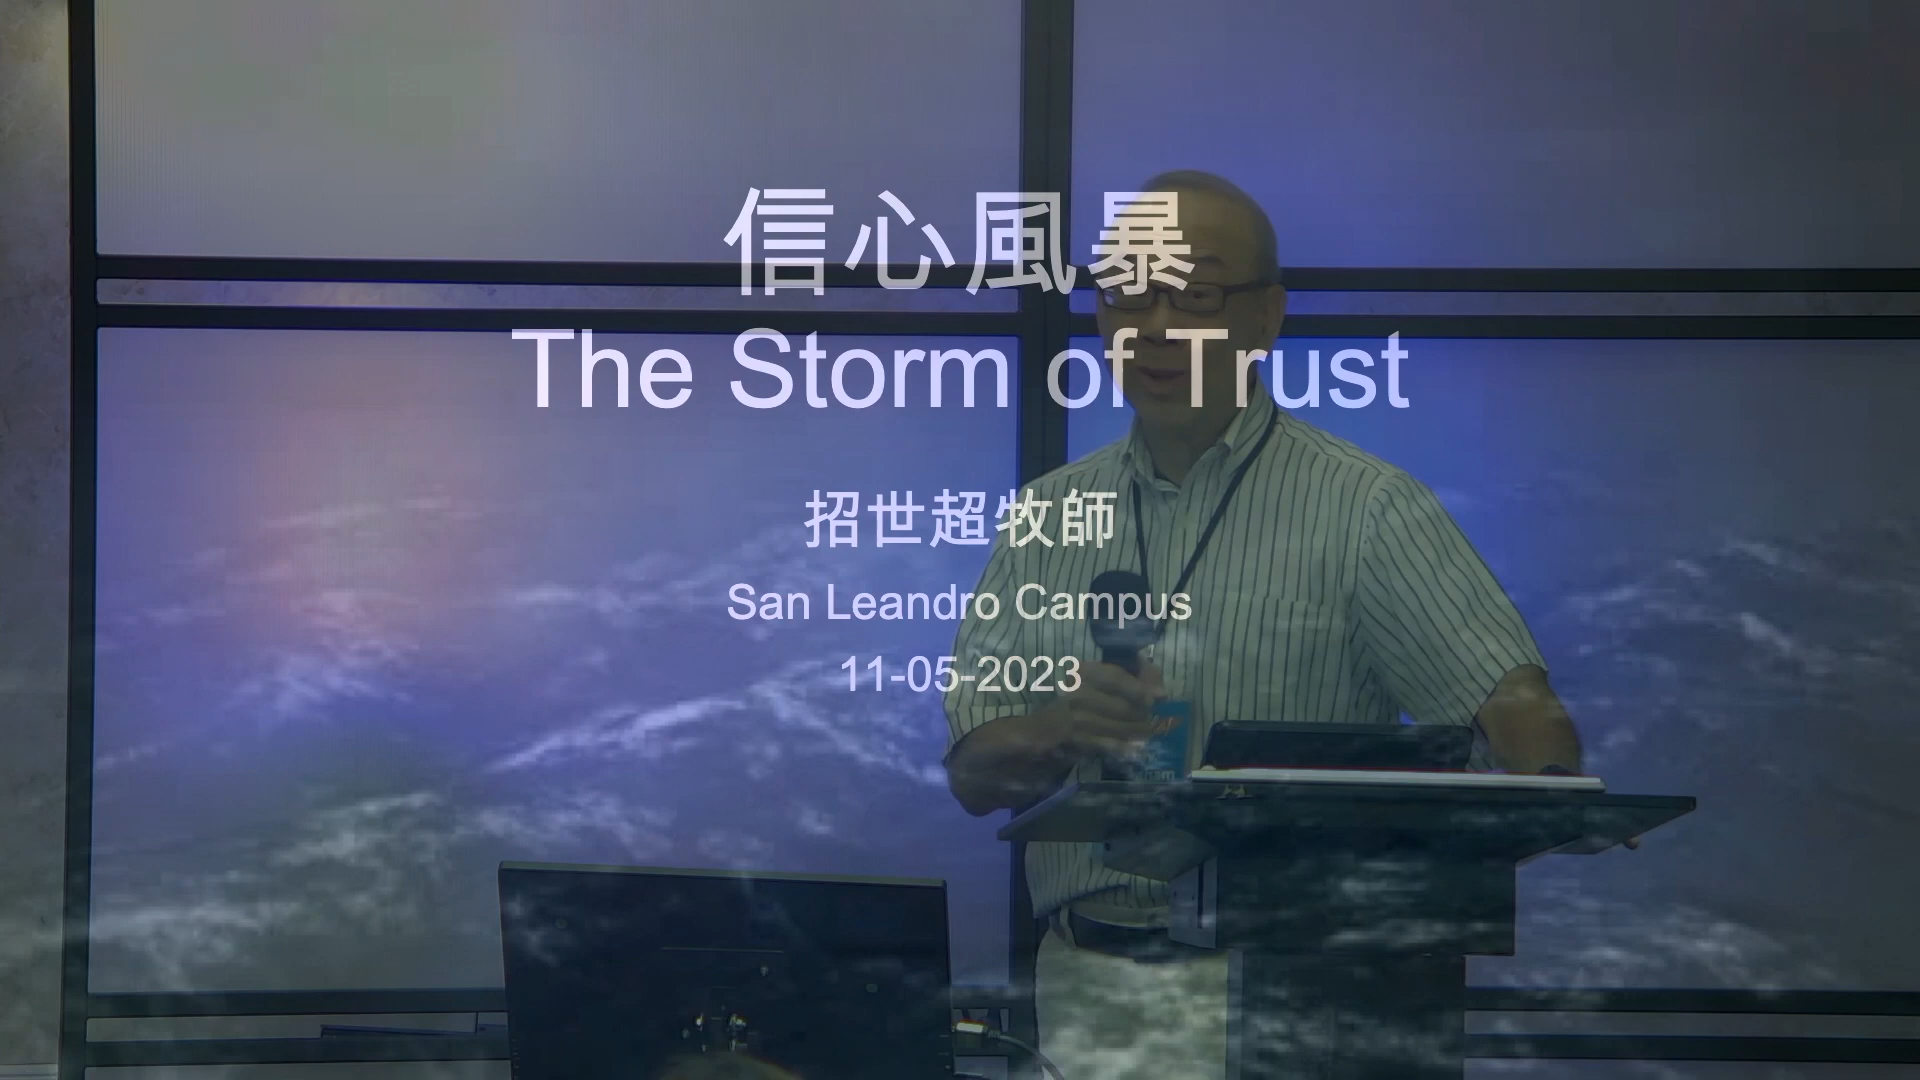 信心風暴
The Storm of Trust
招世超牧師
San Leandro Campus
11-05-2023